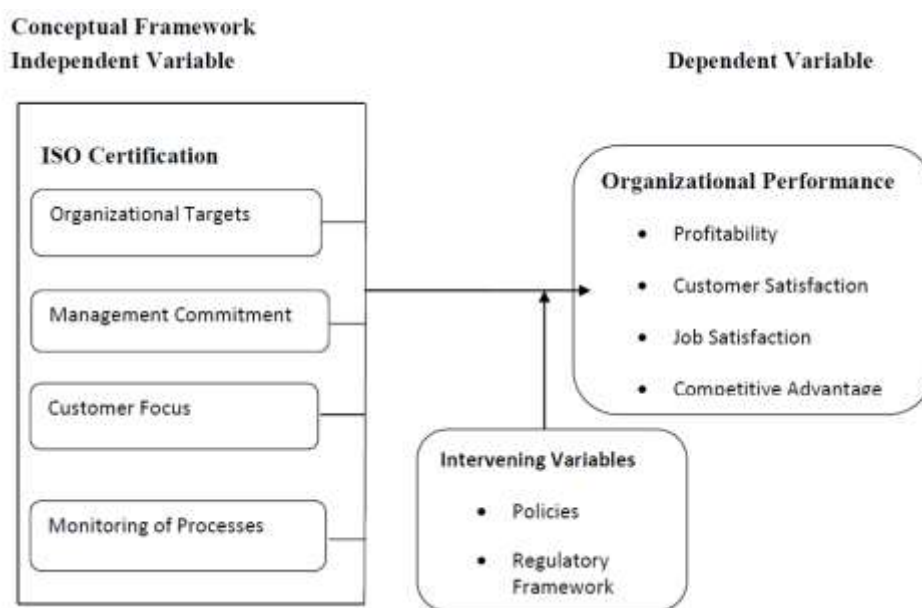 Conceptual Framework
Independent Variable
Dependent Variable
ISO Certification
Organizational Targets
Management Commitment
Customer Focus
Monitoring of Processes
Organizational Performance
• Profitability
• Customer Satisfaction
• Job Satisfaction
• Competitive Advantage
Intervening Variables
• Policies
• Regulatory
Framework